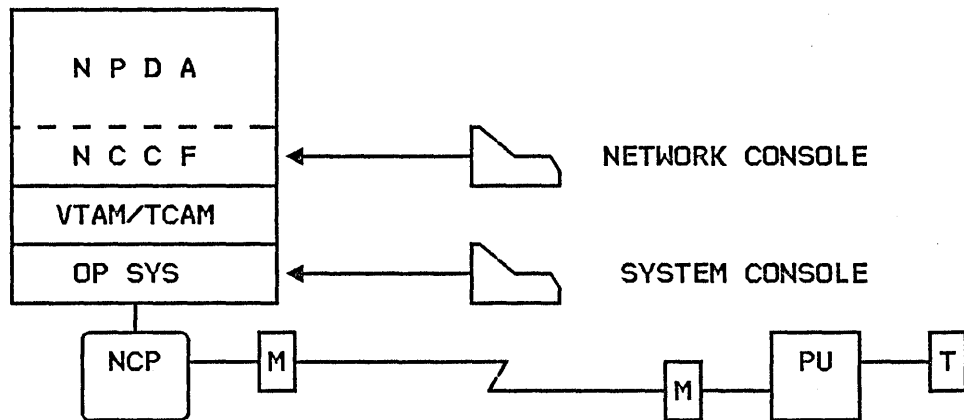 N P D A
N C C F
NETWORK CONSOLE
VTAM/TCAM
OP SYS
SYSTEM CONSOLE
NCP
M
M
PU
T